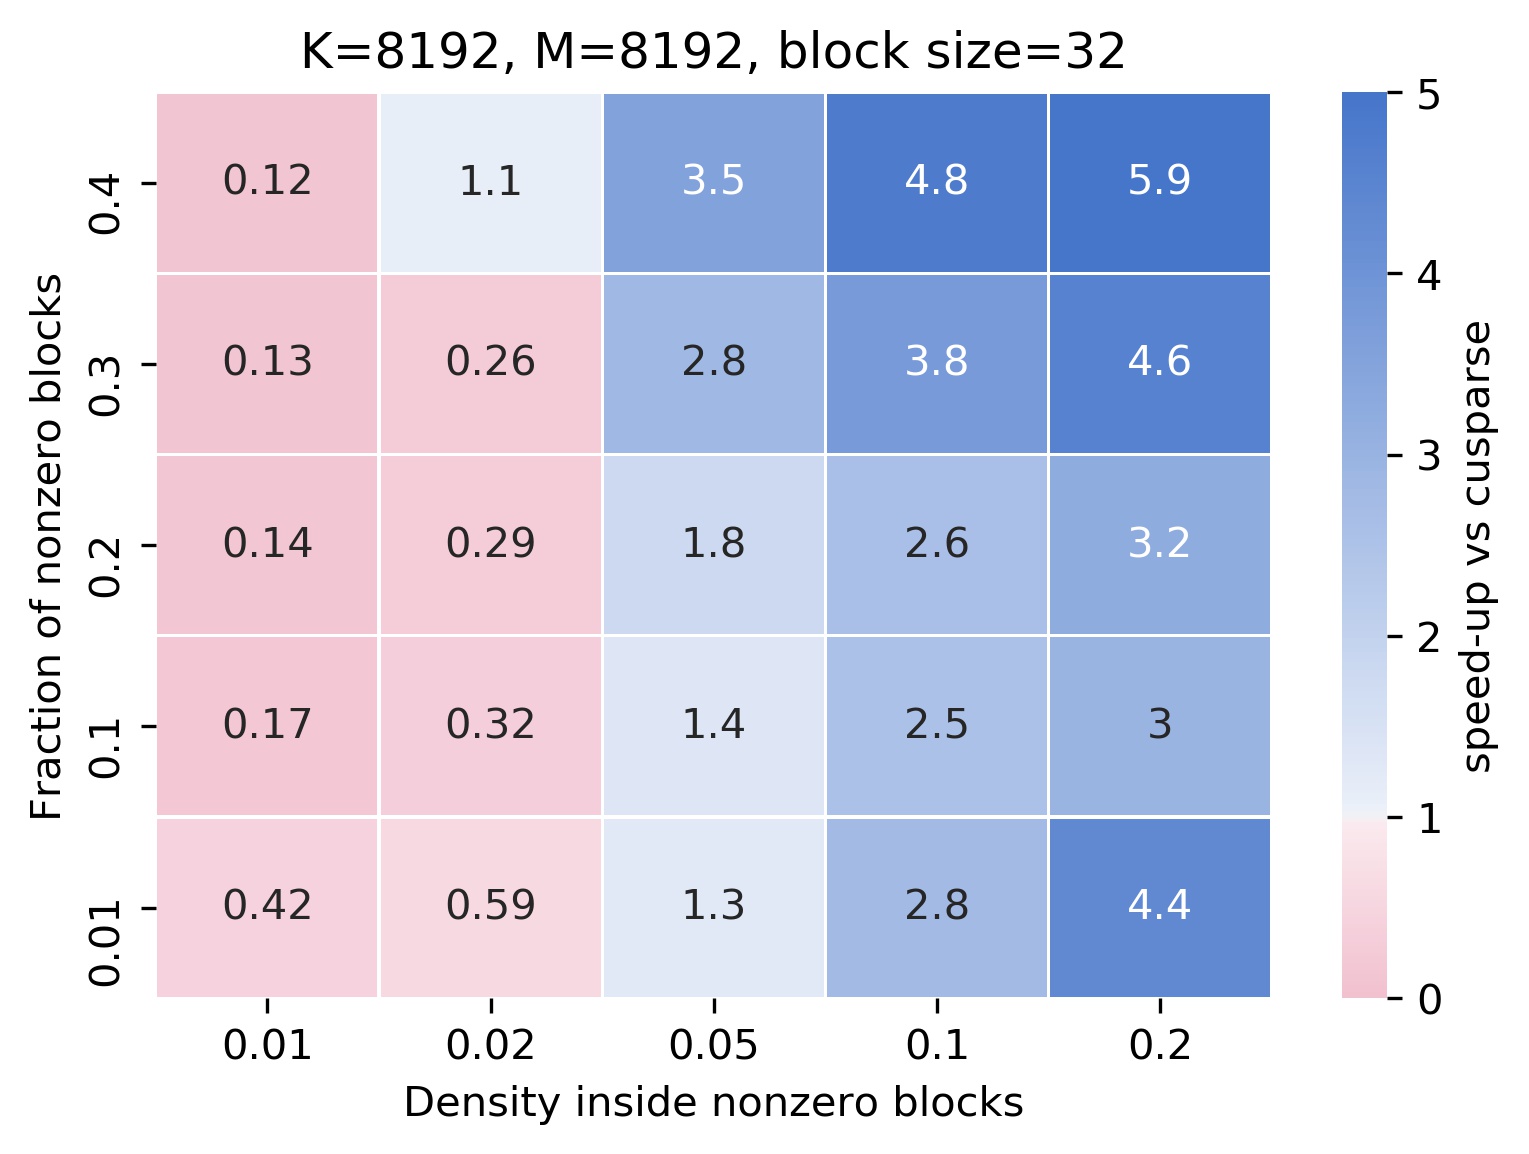 K=8192, M=8192, block size=32
Fraction of nonzero blocks
0.4 0.12 1.1 3.5 4.8 5.9
0.3 0.13 0.26 2.8 3.8 4.6
0.2 0.14 0.29 1.8 2.6 3.2
0.1 0.17 0.32 1.4 2.5 3
0.01 0.42 0.59 1.3 2.8 4.4
0.01 0.02 0.05 0.1 0.2
Density inside nonzero blocks
5
4
3
2
1
0
speed-up vs cusparse